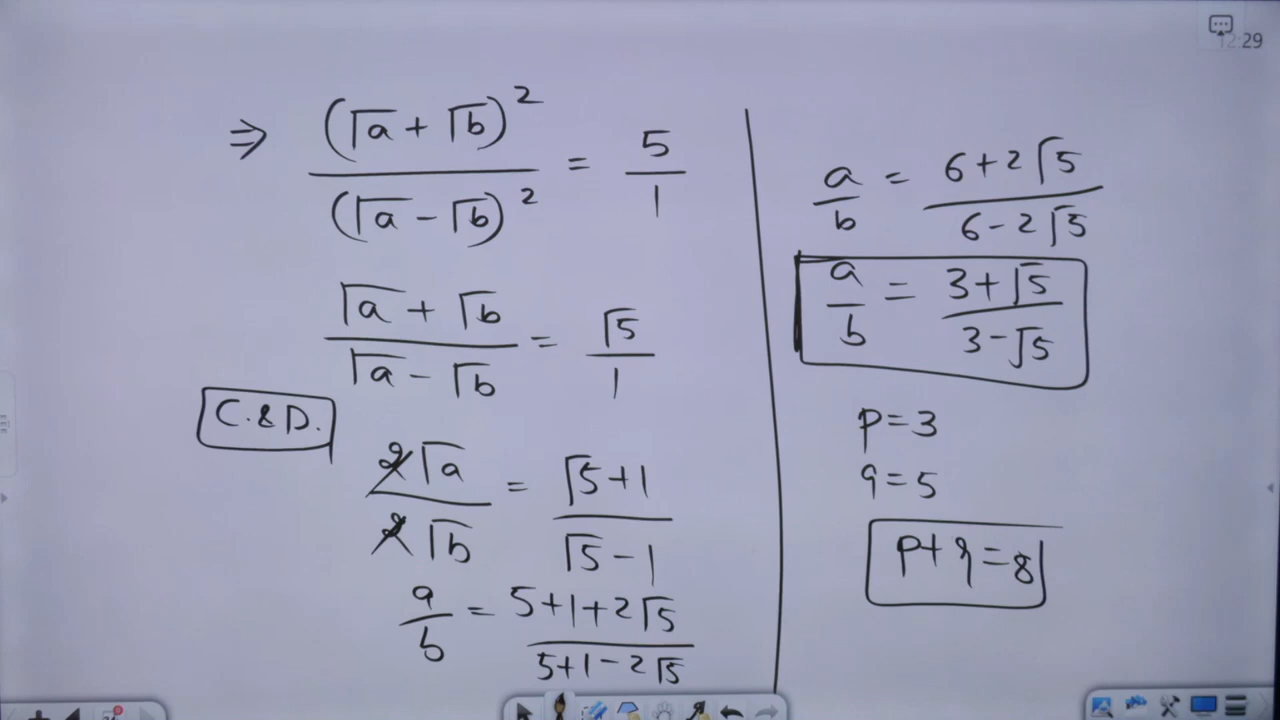 12:29
⇒ (√a + √b)² / (√a − √b)² = 5/1
(√a + √b) / (√a − √b) = √5/1
C. & D.
2√a / 2√b = (√5+1) / (√5−1)
a/b = (5+1+2√5) / (5+1−2√5)
a/b = (6+2√5) / (6−2√5)
a/b = (3+√5) / (3−√5)
p=3
q=5
p+q=8